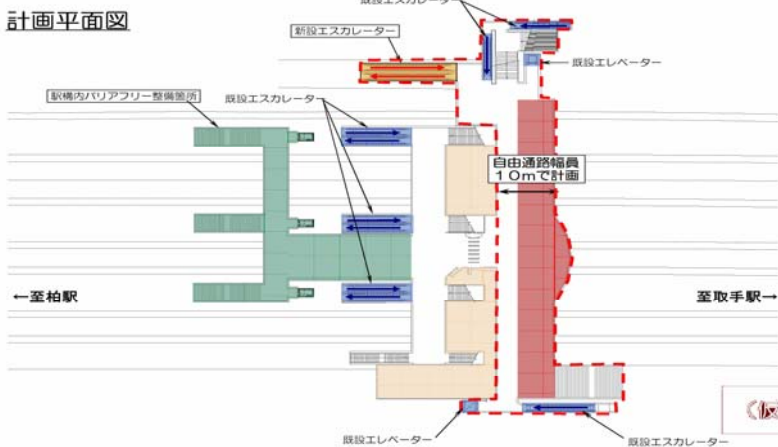 計画平面図
既設エスカレーター
新設エスカレーター
既設エレベーター
駅構内バリアフリー整備箇所
既設エスカレーター
自由通路幅員
10mで計画
←至柏駅
至取手駅→
(仮
既設エレベーター
既設エスカレーター